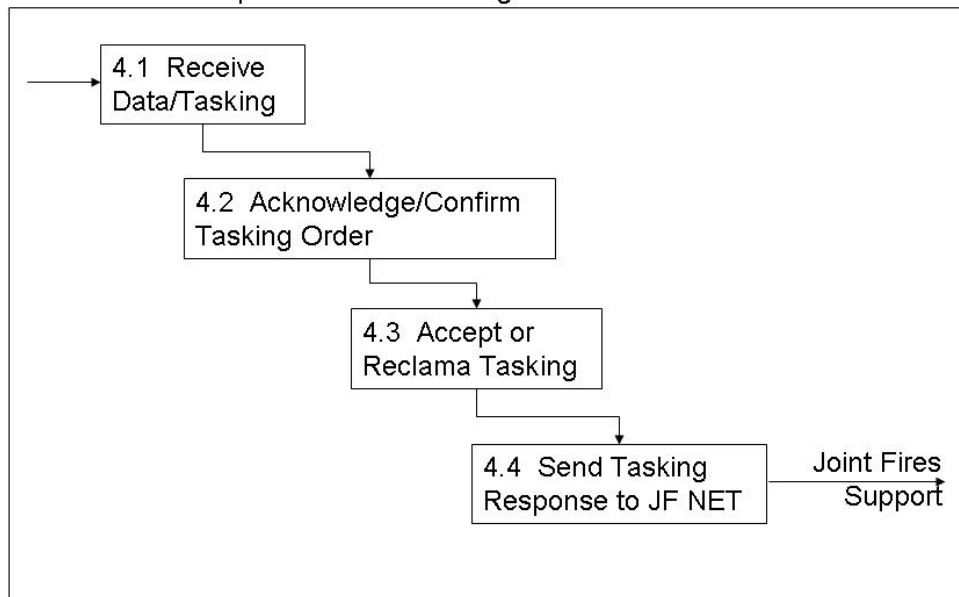 4.1 Receive
Data/Tasking
4.2 Acknowledge/Confirm
Tasking Order
4.3 Accept or
Reclama Tasking
4.4 Send Tasking
Response to JF NET
Joint Fires
Support